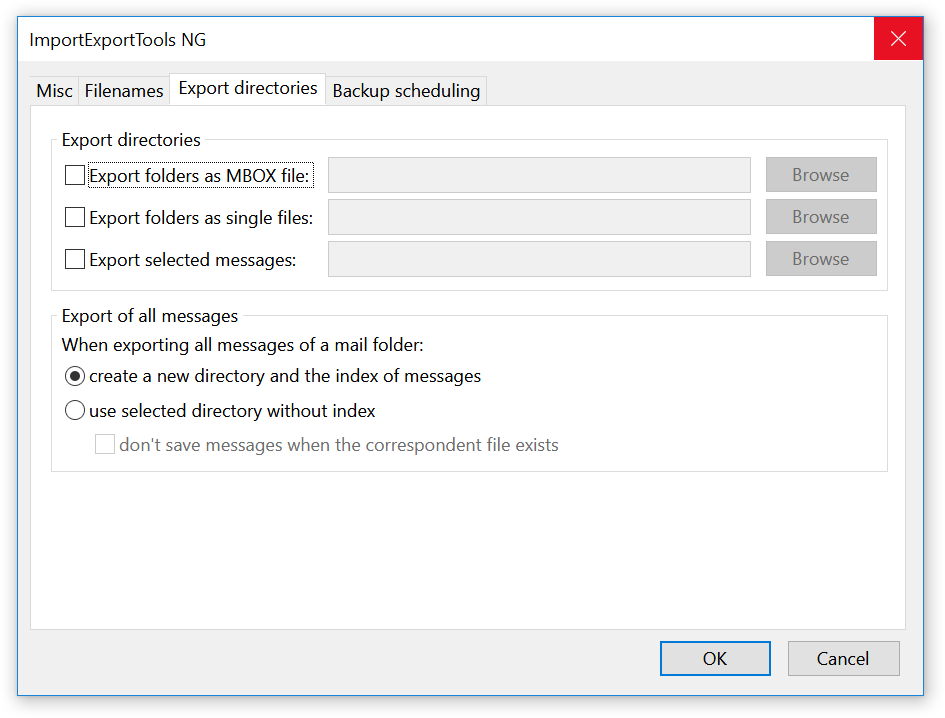 ImportExportTools NG
Misc Filenames Export directories Backup scheduling
Export directories
Export folders as MBOX file: Browse
Export folders as single files: Browse
Export selected messages: Browse
Export of all messages
When exporting all messages of a mail folder:
create a new directory and the index of messages
use selected directory without index
don't save messages when the correspondent file exists
OK Cancel